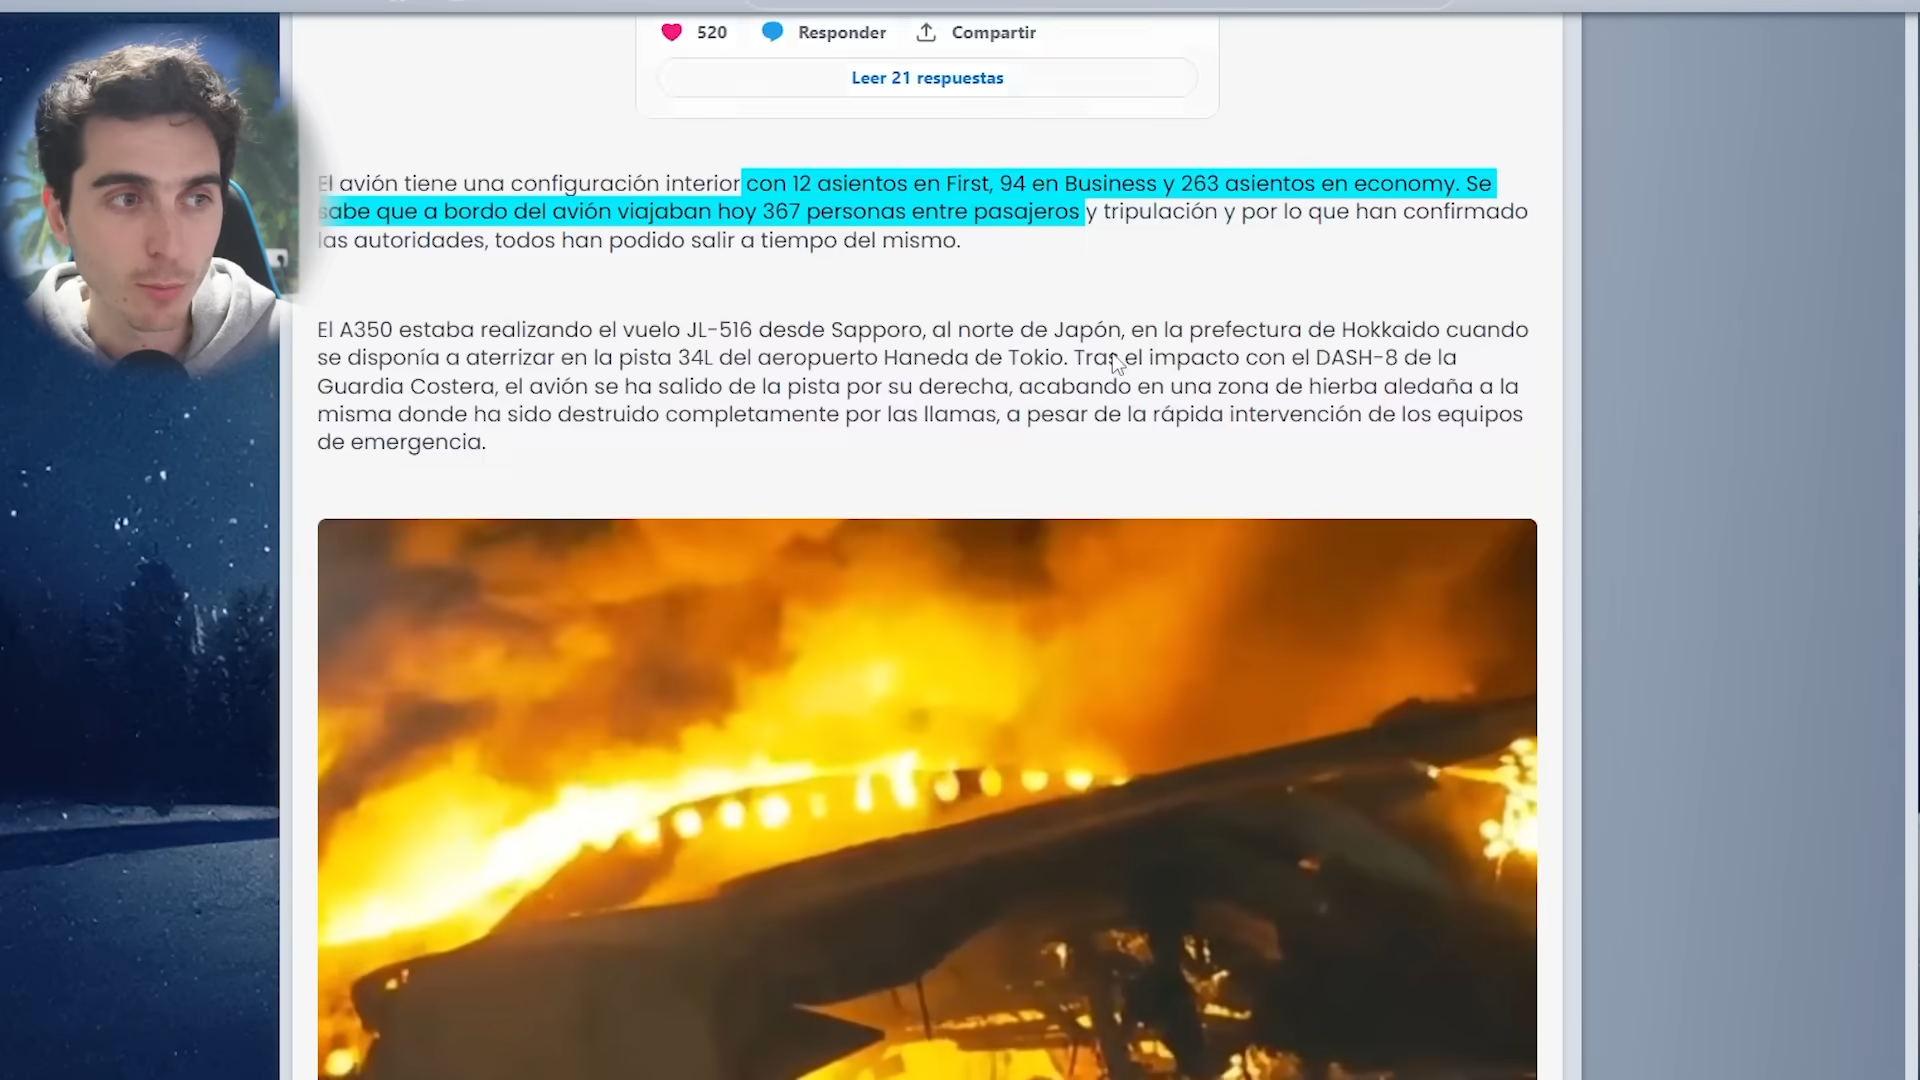 520 Responder Compartir
Leer 21 respuestas
El avión tiene una configuración interior con 12 asientos en First, 94 en Business y 263 asientos en economy. Se
sabe que a bordo del avión viajaban hoy 367 personas entre pasajeros y tripulación y por lo que han confirmado
las autoridades, todos han podido salir a tiempo del mismo.
El A350 estaba realizando el vuelo JL-516 desde Sapporo, al norte de Japón, en la prefectura de Hokkaido cuando
se disponía a aterrizar en la pista 34L del aeropuerto Haneda de Tokio. Tras el impacto con el DASH-8 de la
Guardia Costera, el avión se ha salido de la pista por su derecha, acabando en una zona de hierba aledaña a la
misma donde ha sido destruido completamente por las llamas, a pesar de la rápida intervención de los equipos
de emergencia.